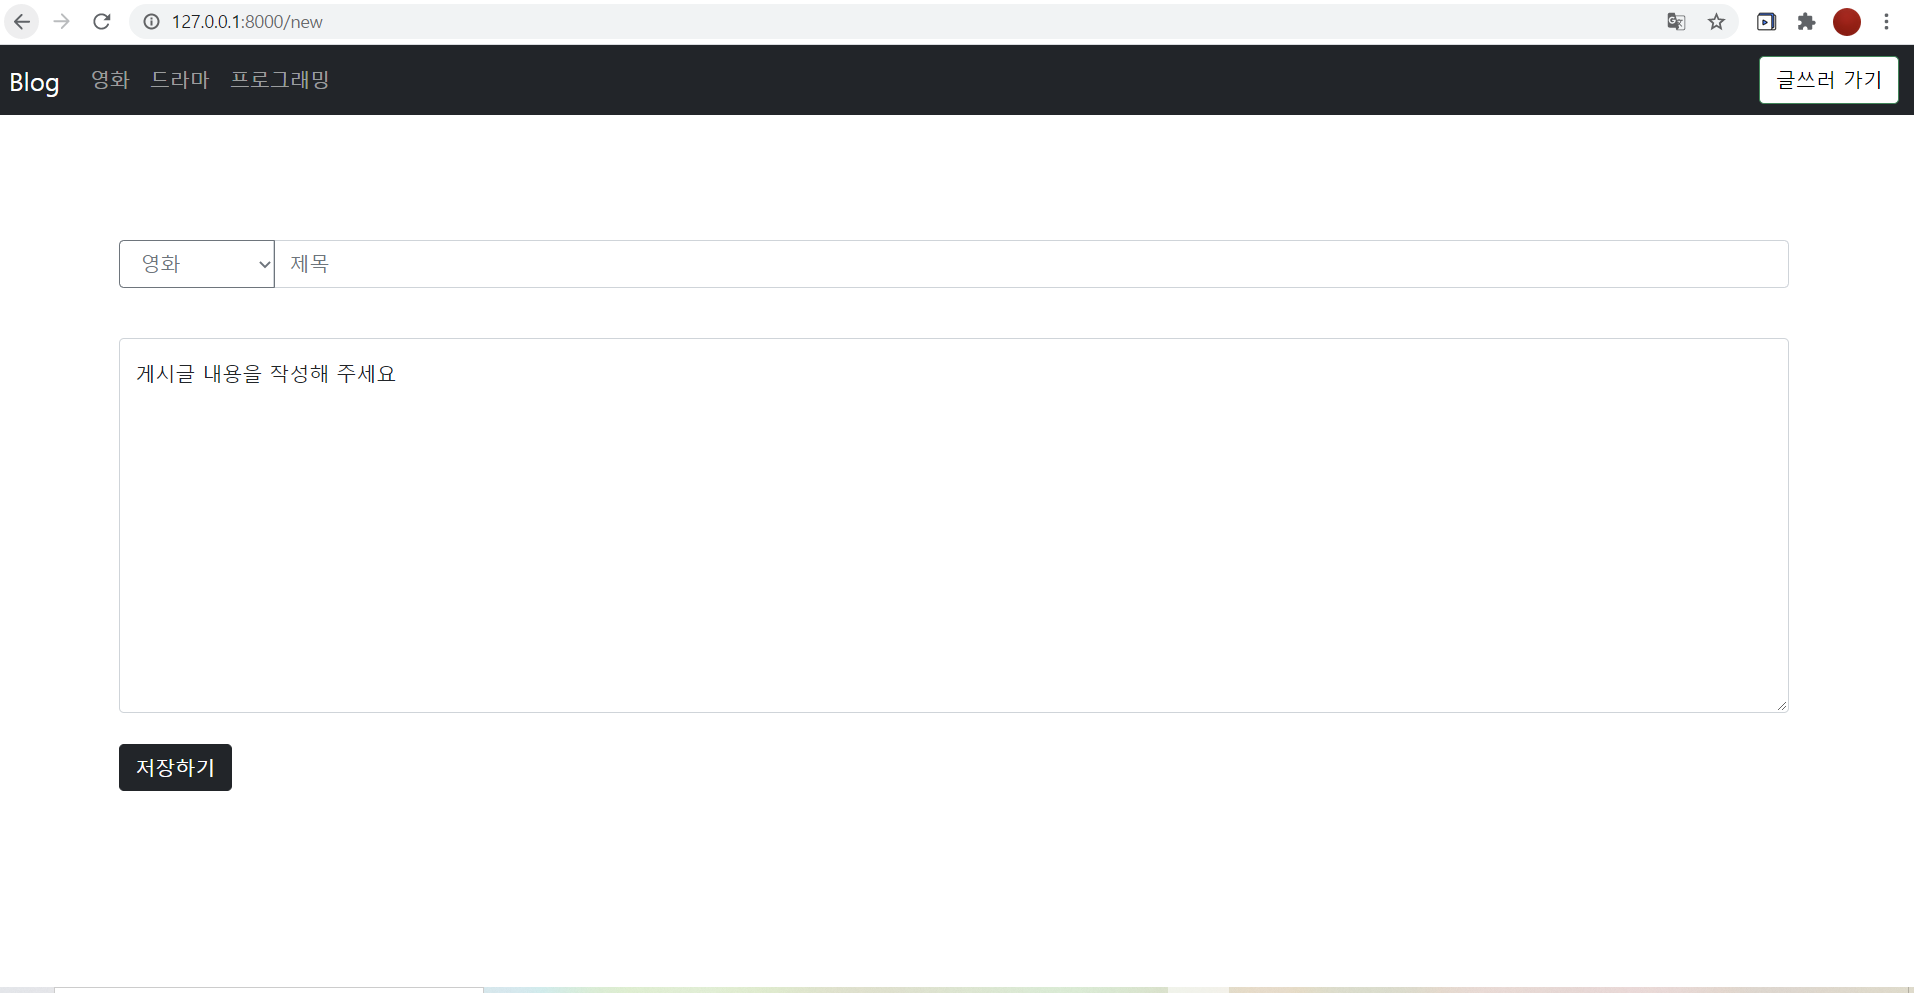 127.0.0.1:8000/new
Blog 영화 드라마 프로그래밍 글쓰러 가기
영화 제목
게시글 내용을 작성해 주세요
저장하기